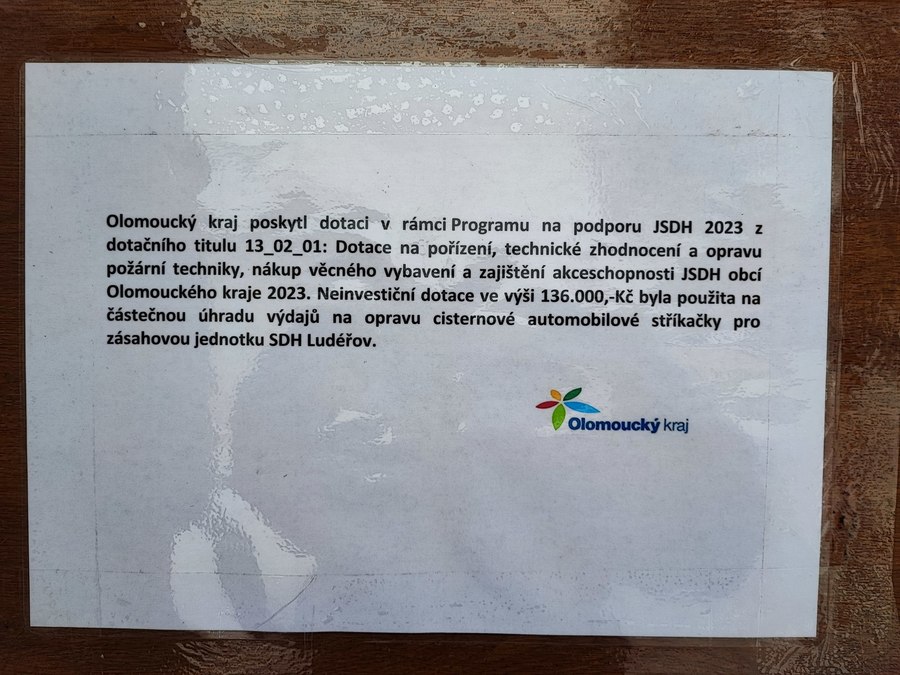 Olomoucký kraj poskytl dotaci v rámci Programu na podporu JSDH 2023 z
dotačního titulu 13_02_01: Dotace na pořízení, technické zhodnocení a opravu
požární techniky, nákup věcného vybavení a zajištění akceschopnosti JSDH obcí
Olomouckého kraje 2023. Neinvestiční dotace ve výši 136.000,-Kč byla použita na
částečnou úhradu výdajů na opravu cisternové automobilové stříkačky pro
zásahovou jednotku SDH Ludéřov.
Olomoucký kraj